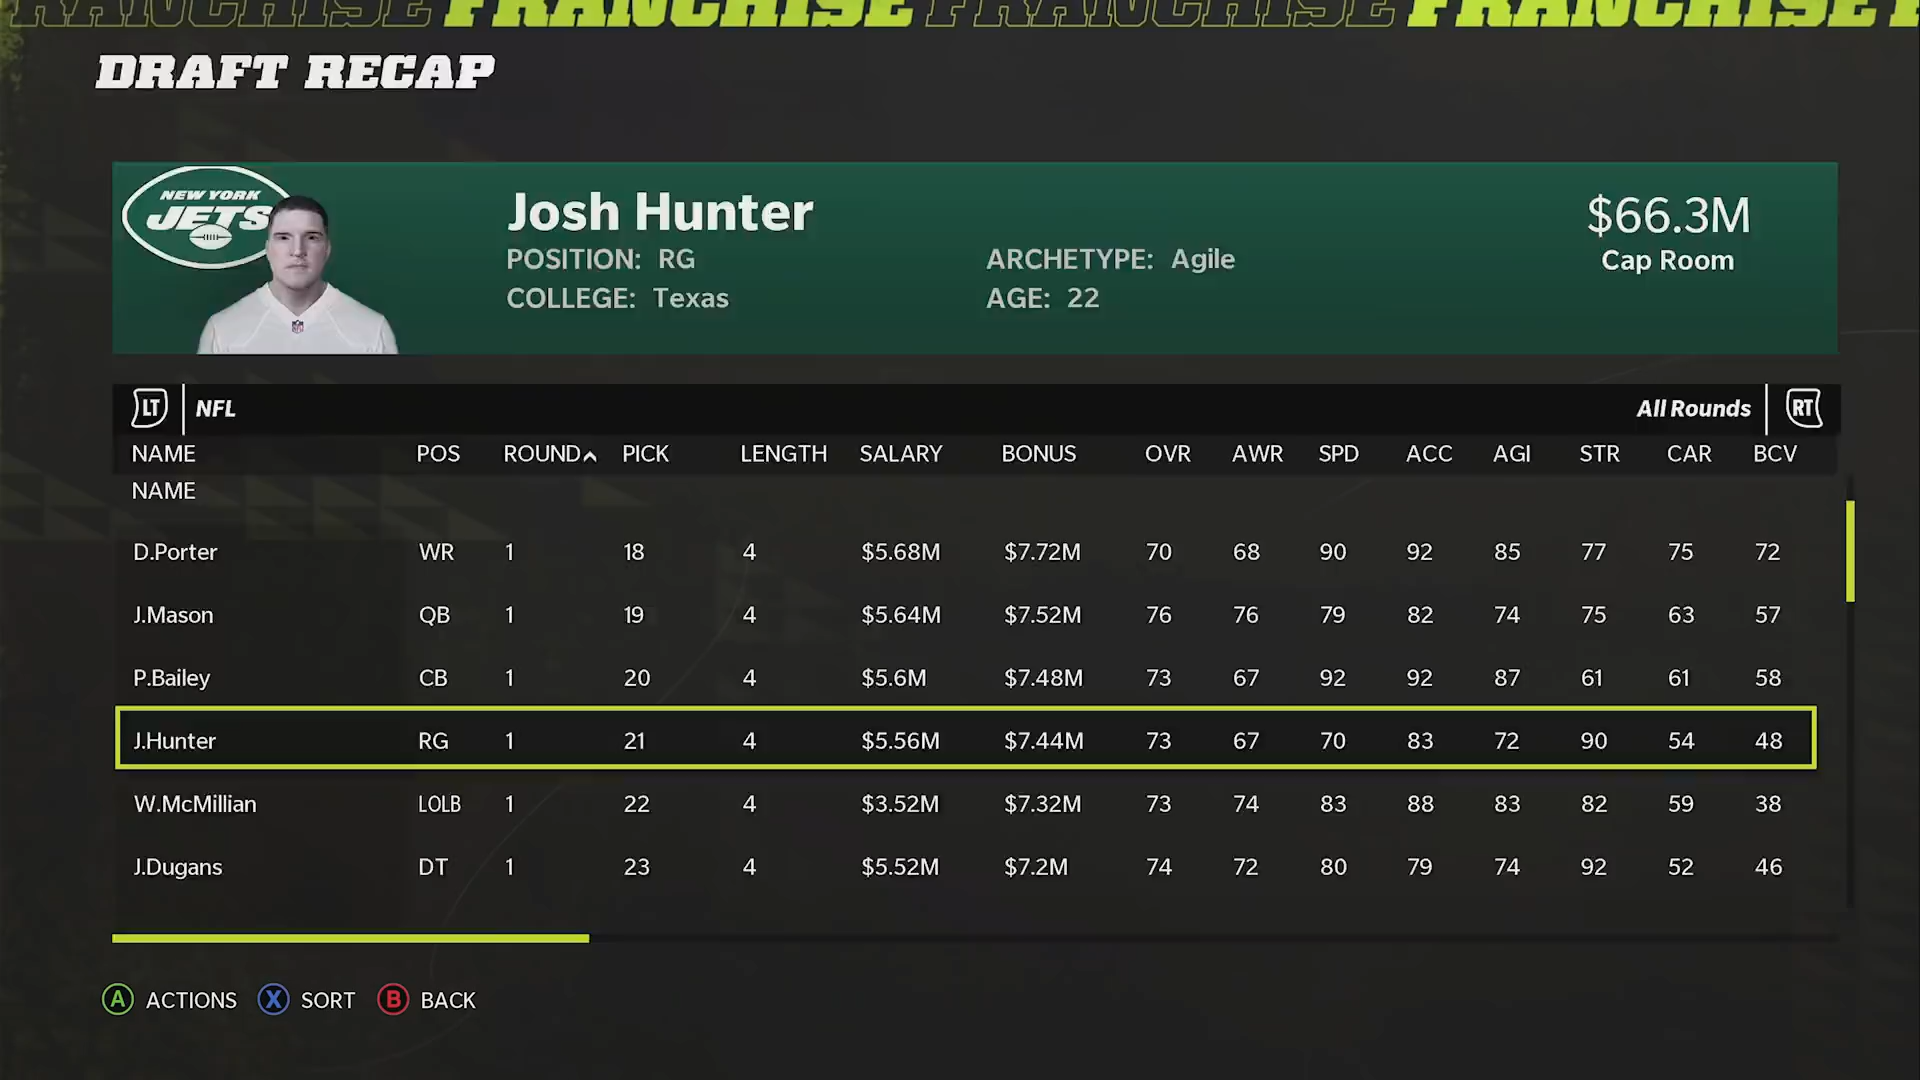 FRANCHISE FRANCHISE FRANCHISE FRANCHISE
DRAFT RECAP
NEW YORK
JETS
Josh Hunter
POSITION: RG
COLLEGE: Texas
ARCHETYPE: Agile
AGE: 22
$66.3M
Cap Room
LT NFL All Rounds RT
NAME POS ROUND PICK LENGTH SALARY BONUS OVR AWR SPD ACC AGI STR CAR BCV
NAME
D.Porter WR 1 18 4 $5.68M $7.72M 70 68 90 92 85 77 75 72
J.Mason QB 1 19 4 $5.64M $7.52M 76 76 79 82 74 75 63 57
P.Bailey CB 1 20 4 $5.6M $7.48M 73 67 92 92 87 61 61 58
J.Hunter RG 1 21 4 $5.56M $7.44M 73 67 70 83 72 90 54 48
W.McMillian LOLB 1 22 4 $3.52M $7.32M 73 74 83 88 83 82 59 38
J.Dugans DT 1 23 4 $5.52M $7.2M 74 72 80 79 74 92 52 46
A ACTIONS X SORT B BACK